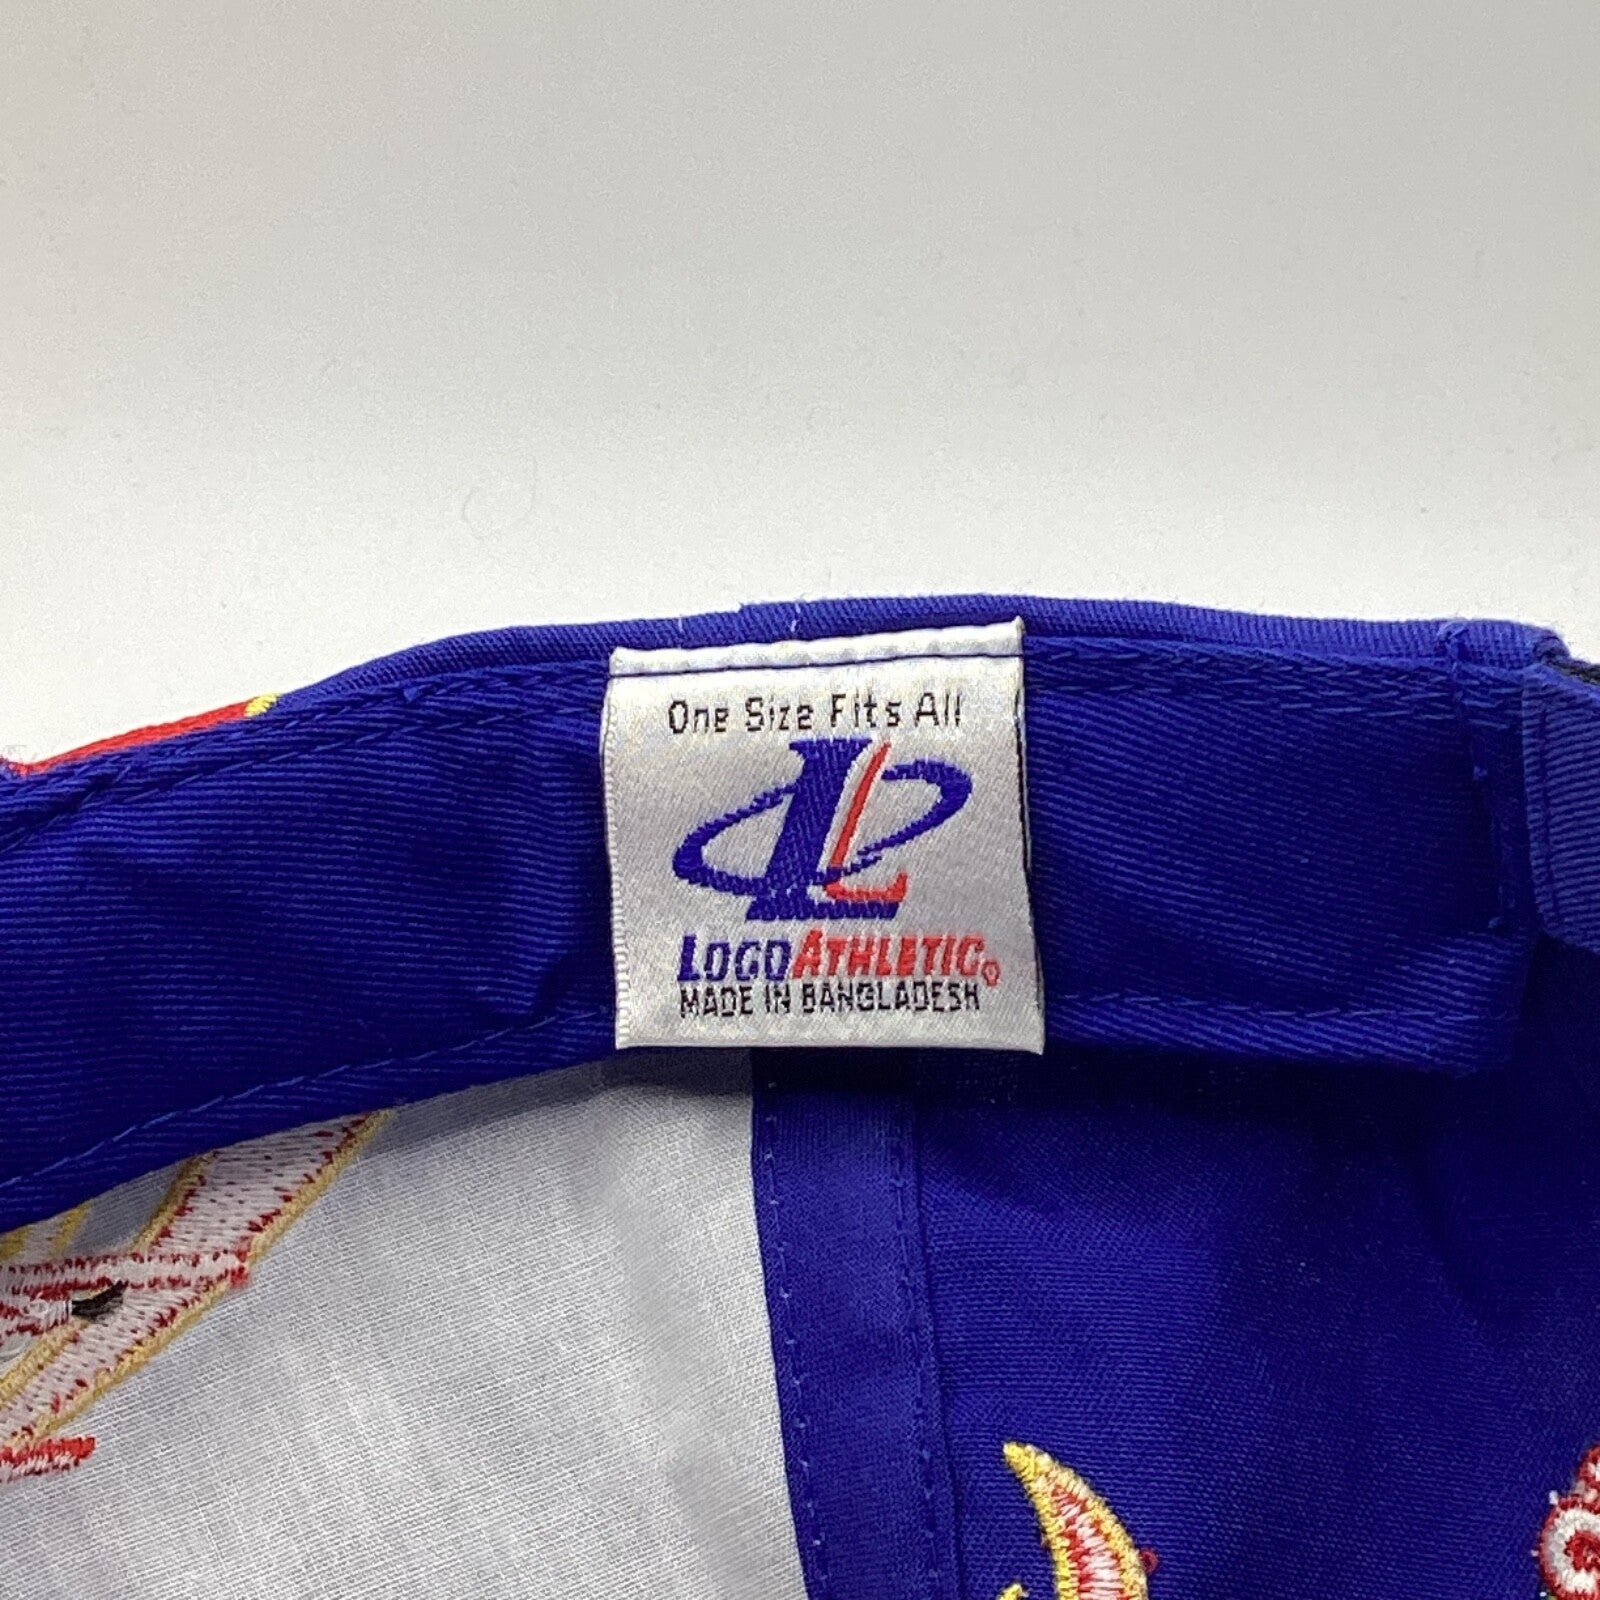 One Size Fits All
LOGO ATHLETIC®
MADE IN BANGLADESH